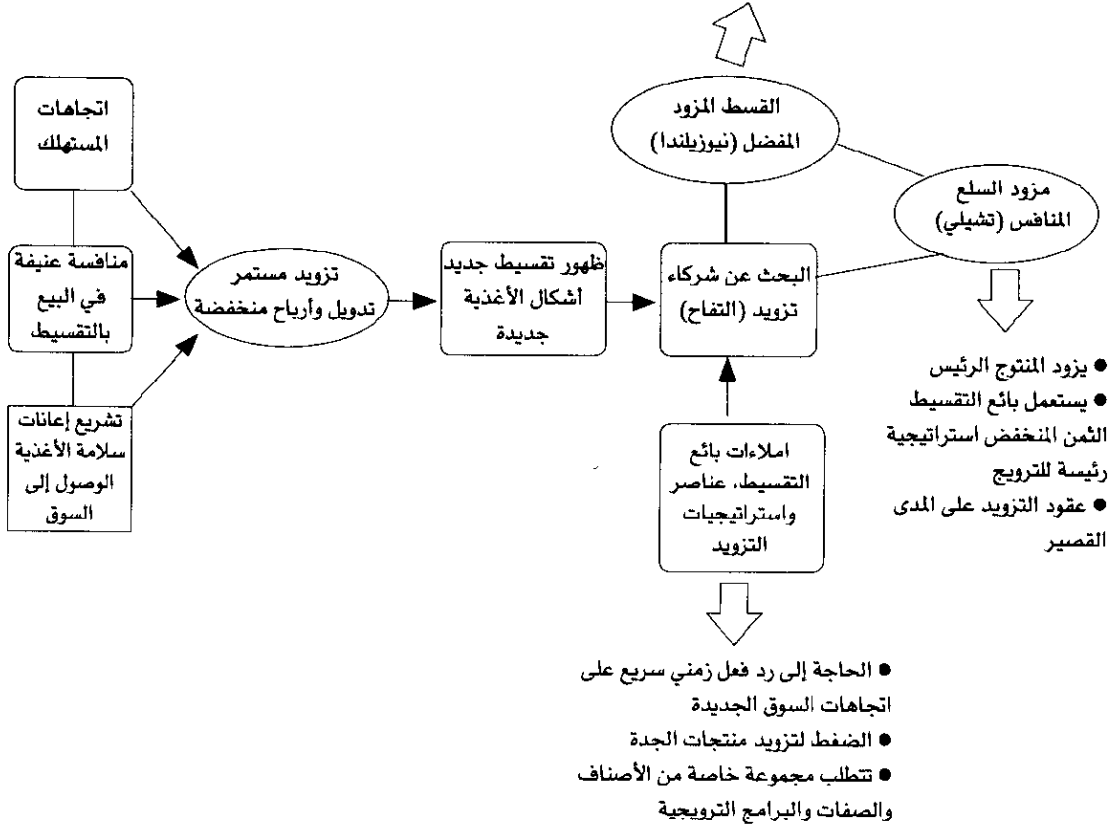 اتجاهات
المستهلك
منافسة عنيفة
في البيع
بالتقسيط
تشريع إعانات
سلامة الأغذية
الوصول إلى
السوق
تزويد مستمر
تدويل وأرباح منخفضة
ظهور تقسيط جديد
أشكال الأغذية
جديدة
البحث عن شركاء
تزويد (التفاح)
القسط المزود
المفضل (نيوزيلندا)
مزود السلع
المنافس (تشيلي)
● يزود المنتوج الرئيس
● يستعمل بائع التقسيط
الثمن المنخفض استراتيجية
رئسة للترويج
● عقود التزويد على المدى
القصير
املاءات بائع
التقسيط، عناصر
واستراتيجيات
التزويد
● الحاجة إلى رد فعل زمني سريع على
اتجاهات السوق الجديدة
● الضغط لتزويد منتجات الجدة
● تتطلب مجموعة خاصة من الأصناف
والصفات والبرامج الترويجية